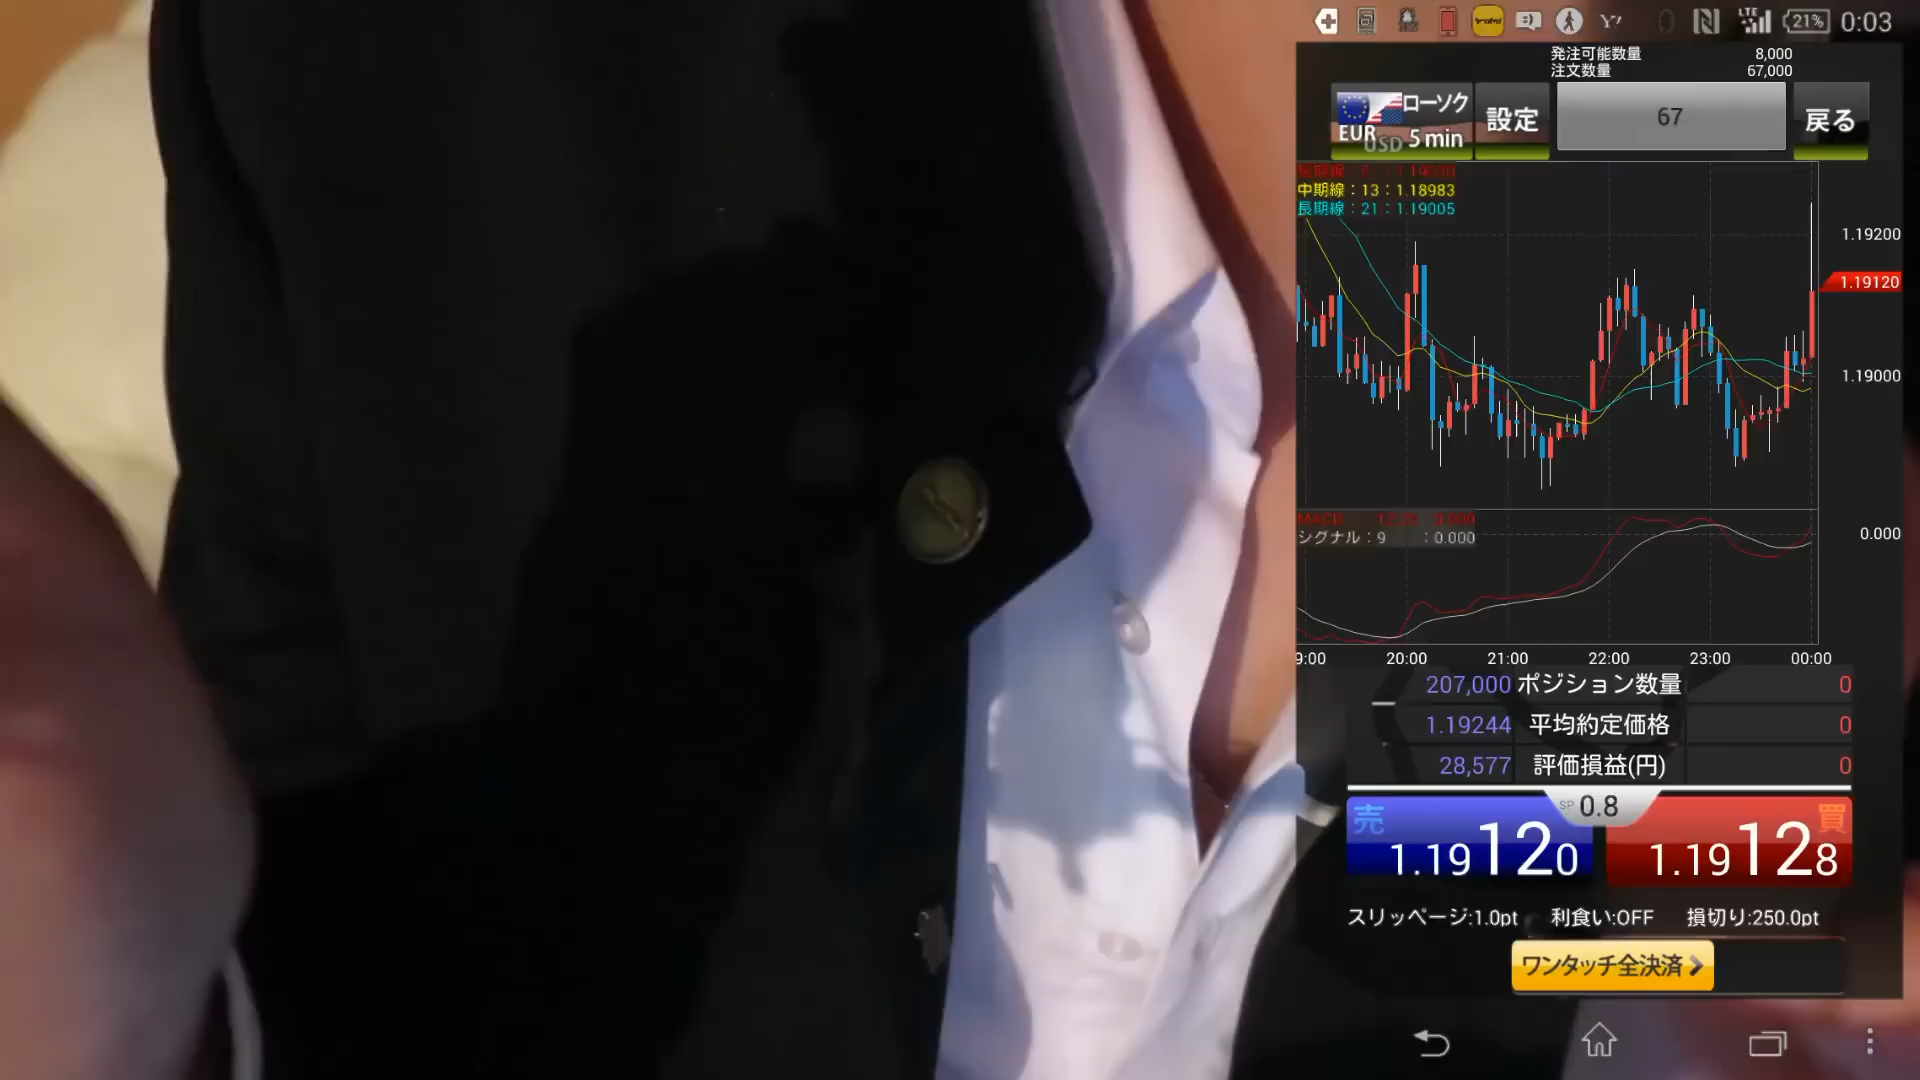 21% 0:03
発注可能数量 8,000
注文数量 67,000
EUR USD ローソク 5 min 設定 67 戻る
中期線：13：1.18983
長期線：21：1.19005
1.19200
1.19120
1.19000
シグナル：9 ：0.000
0.000
9:00 20:00 21:00 22:00 23:00 00:00
207,000 ポジション数量 0
1.19244 平均約定価格 0
28,577 評価損益(円) 0
売 SP 0.8 買
1.19120 1.19128
スリッページ:1.0pt 利食い:OFF 損切り:250.0pt
ワンタッチ全決済